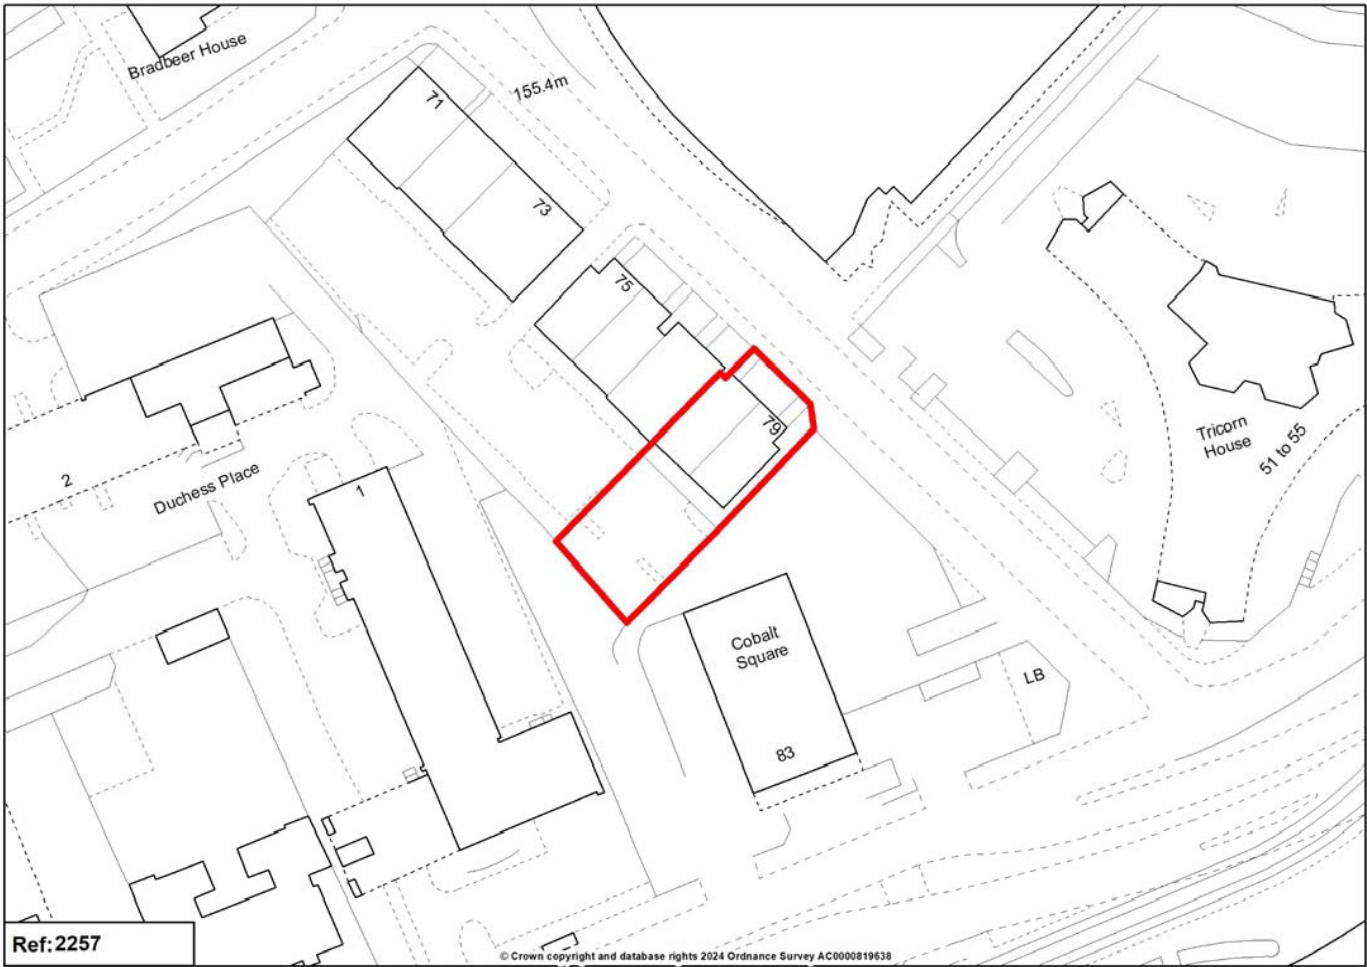 Bradbeer House
71
155.4m
73
75
79
Tricorn
House
51 to 55
2
Duchess Place
1
Cobalt
Square
LB
83
Ref:2257
© Crown copyright and database rights 2024 Ordnance Survey AC0000819638